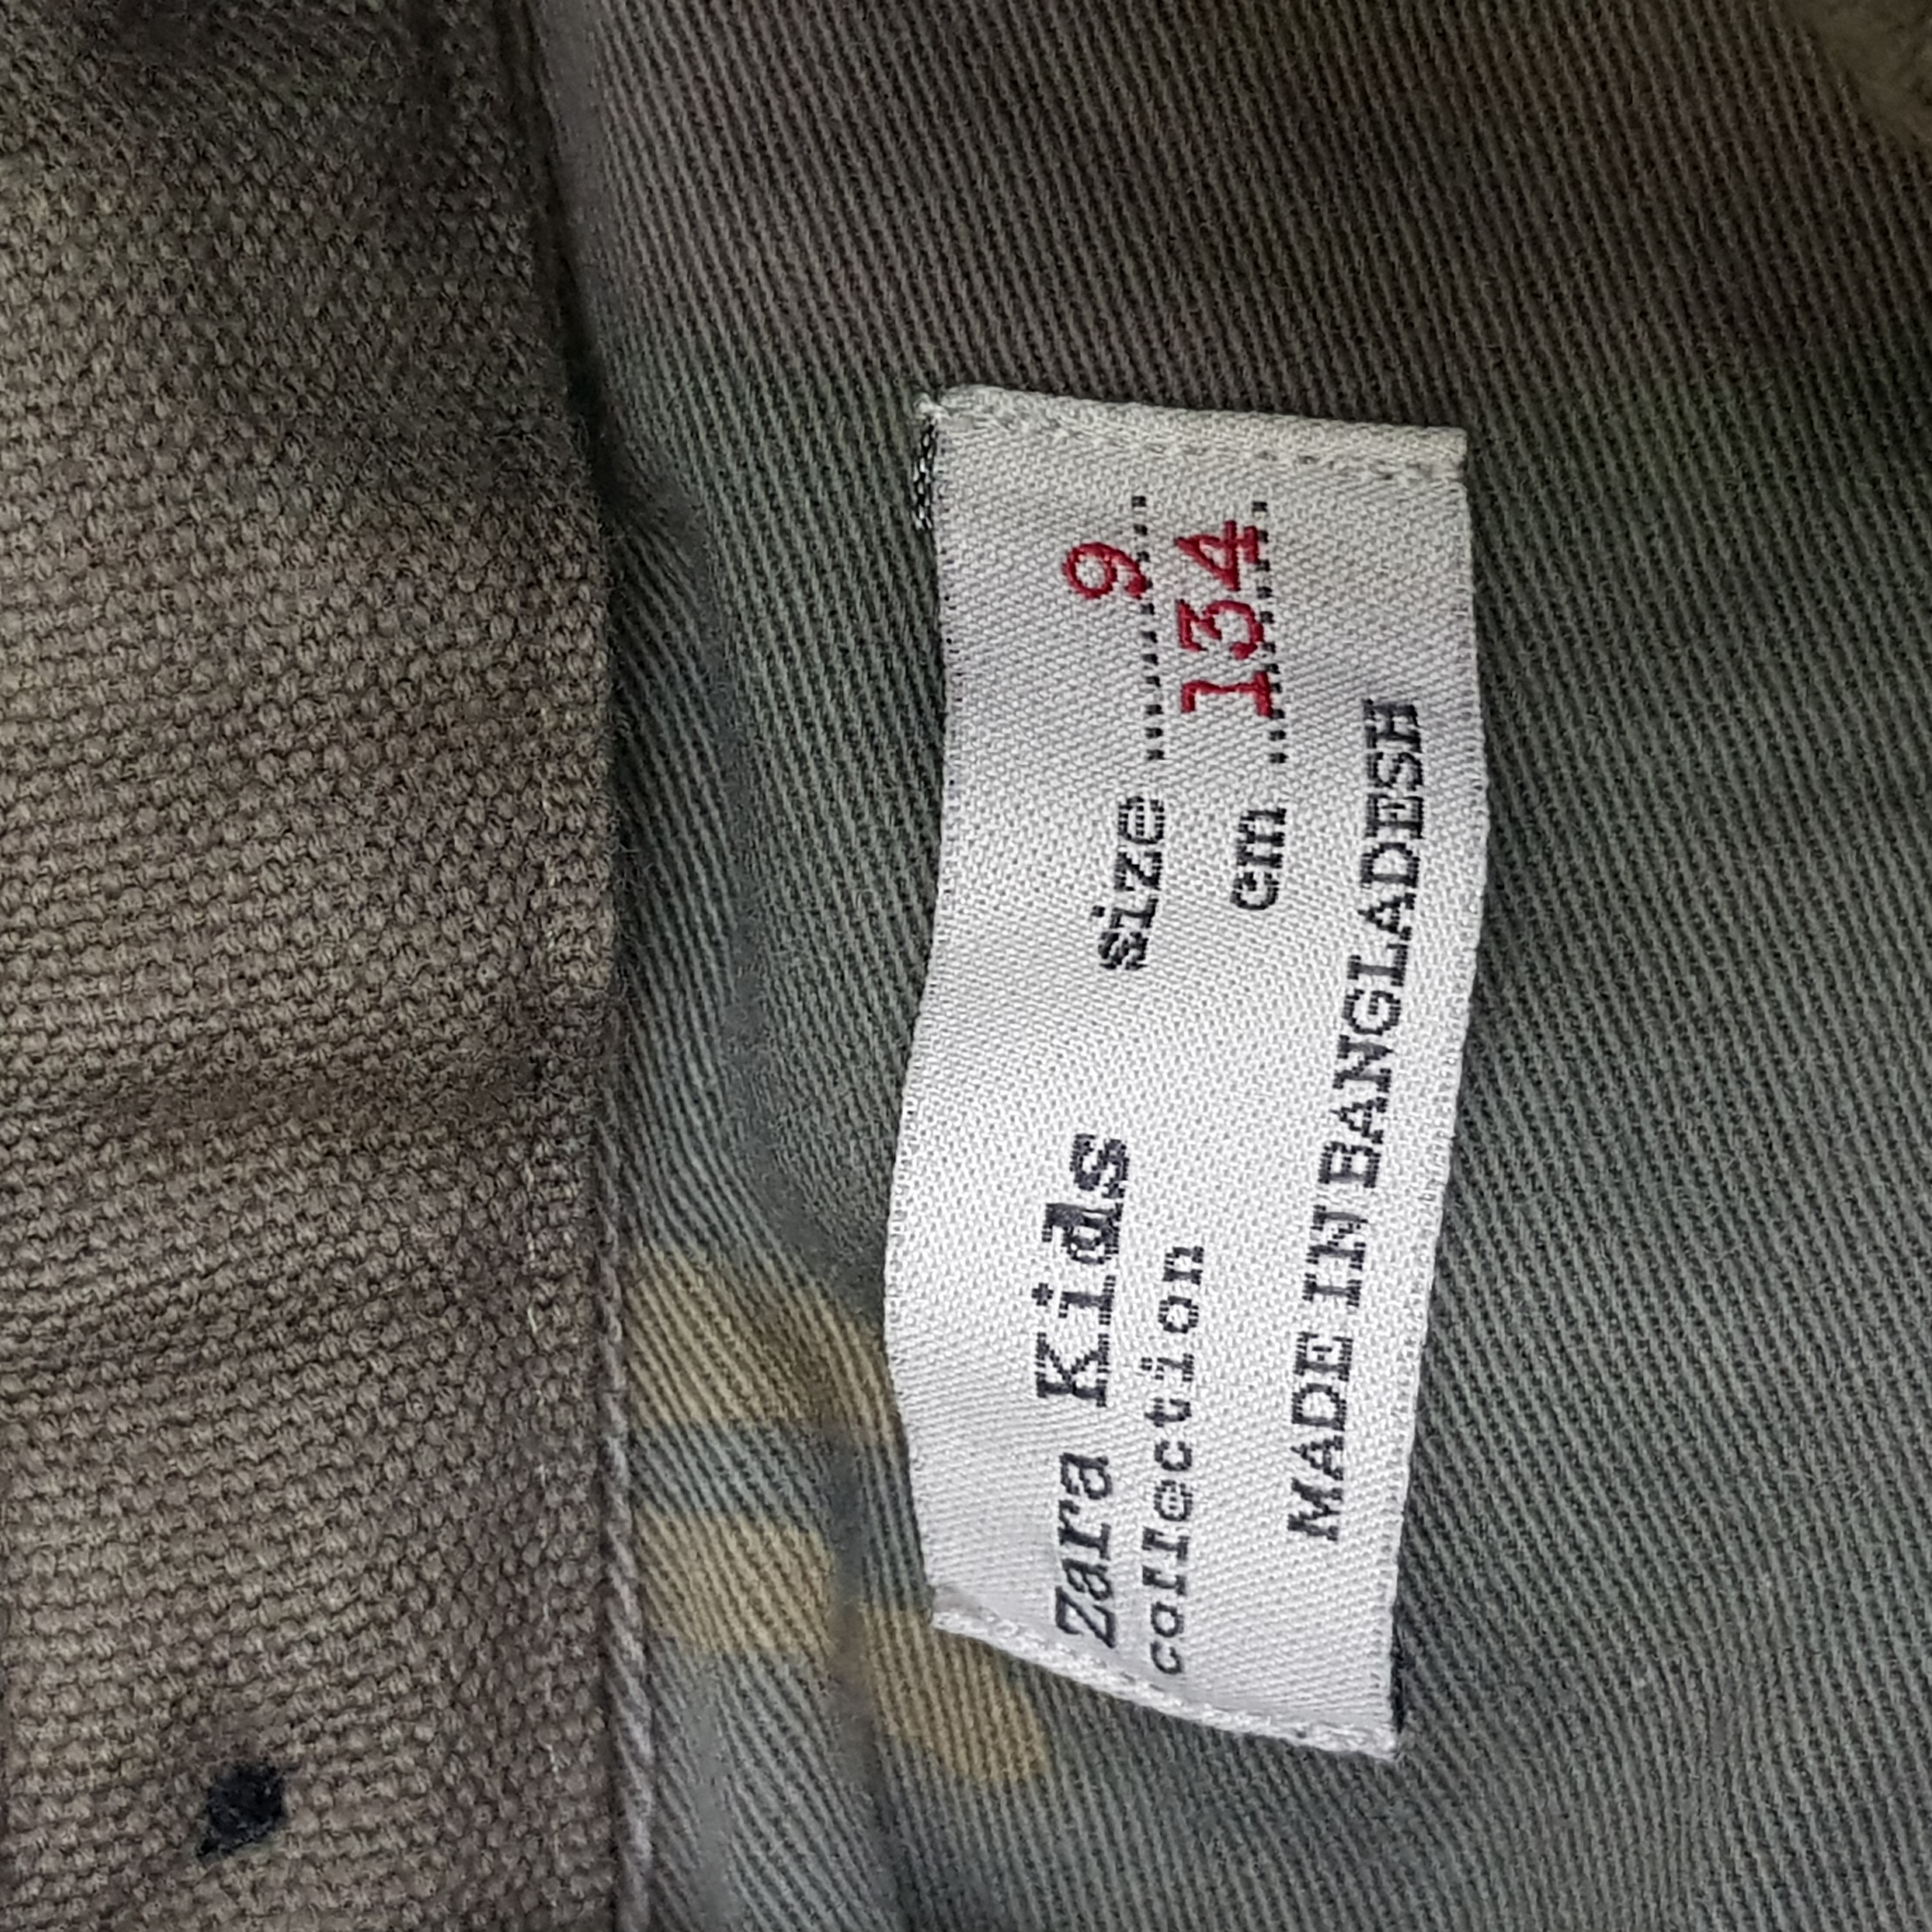 Zara Kids size ........9...
collection cm ...134.
MADE IN BANGLADESH